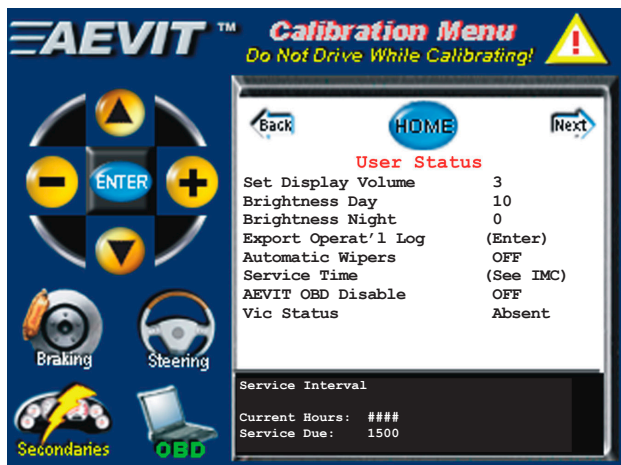 AEVIT ™
Calibration Menu
Do Not Drive While Calibrating!
Back HOME Next
User Status
Set Display Volume 3
Brightness Day 10
Brightness Night 0
Export Operat'l Log (Enter)
Automatic Wipers OFF
Service Time (See IMC)
AEVIT OBD Disable OFF
Vic Status Absent
ENTER
Braking
Steering
Secondaries
OBD
Service Interval
Current Hours: ####
Service Due: 1500